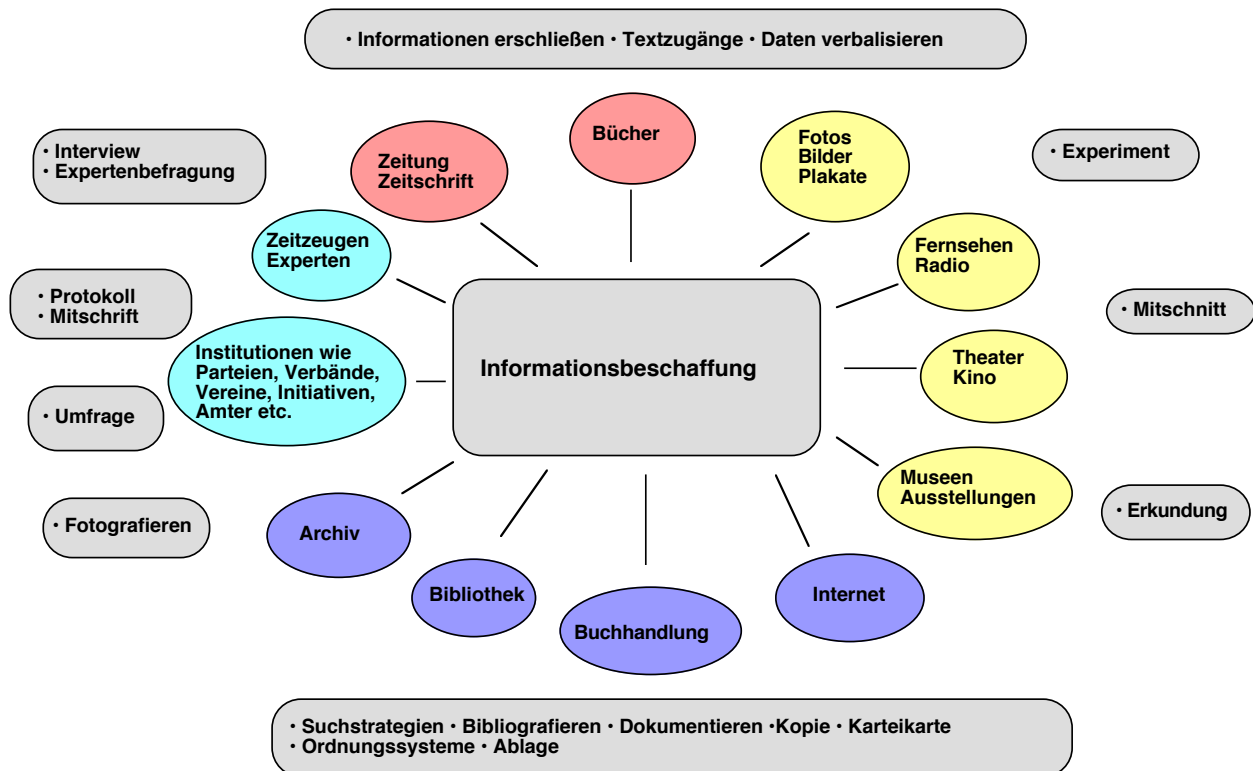 · Informationen erschließen · Textzugänge · Daten verbalisieren
Bücher
Zeitung
Zeitschrift
Fotos
Bilder
Plakate
· Interview
· Expertenbefragung
· Experiment
Zeitzeugen
Experten
Fernsehen
Radio
· Protokoll
· Mitschrift
· Mitschnitt
Institutionen wie
Parteien, Verbände,
Vereine, Initiativen,
Amter etc.
Informationsbeschaffung
Theater
Kino
· Umfrage
Museen
Ausstellungen
· Fotografieren
· Erkundung
Archiv
Bibliothek
Buchhandlung
Internet
· Suchstrategien · Bibliografieren · Dokumentieren ·Kopie · Karteikarte
· Ordnungssysteme · Ablage